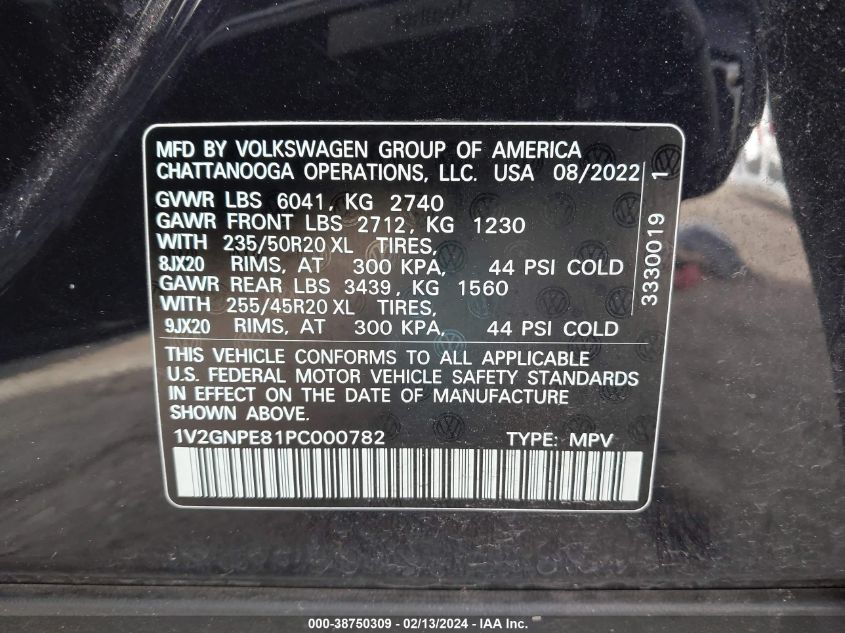 MFD BY VOLKSWAGEN GROUP OF AMERICA
CHATTANOOGA OPERATIONS, LLC. USA 08/2022
GVWR LBS 6041, KG 2740
GAWR FRONT LBS 2712, KG 1230
WITH 235/50R20 XL TIRES,
8JX20 RIMS, AT 300 KPA, 44 PSI COLD
GAWR REAR LBS 3439, KG 1560
WITH 255/45R20 XL TIRES,
9JX20 RIMS, AT 300 KPA, 44 PSI COLD
3330019 1
THIS VEHICLE CONFORMS TO ALL APPLICABLE
U.S. FEDERAL MOTOR VEHICLE SAFETY STANDARDS
IN EFFECT ON THE DATE OF MANUFACTURE
SHOWN ABOVE.
1V2GNPE81PC000782 TYPE: MPV
000-38750309 - 02/13/2024 - IAA Inc.